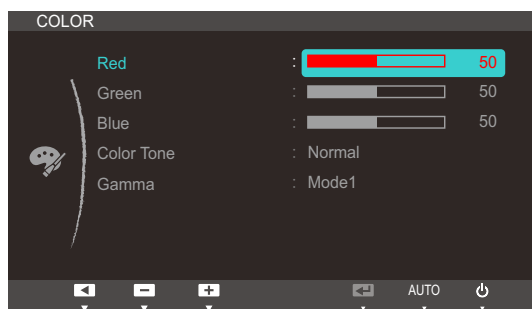 COLOR
Red : 50
Green : 50
Blue : 50
Color Tone : Normal
Gamma : Mode1
AUTO